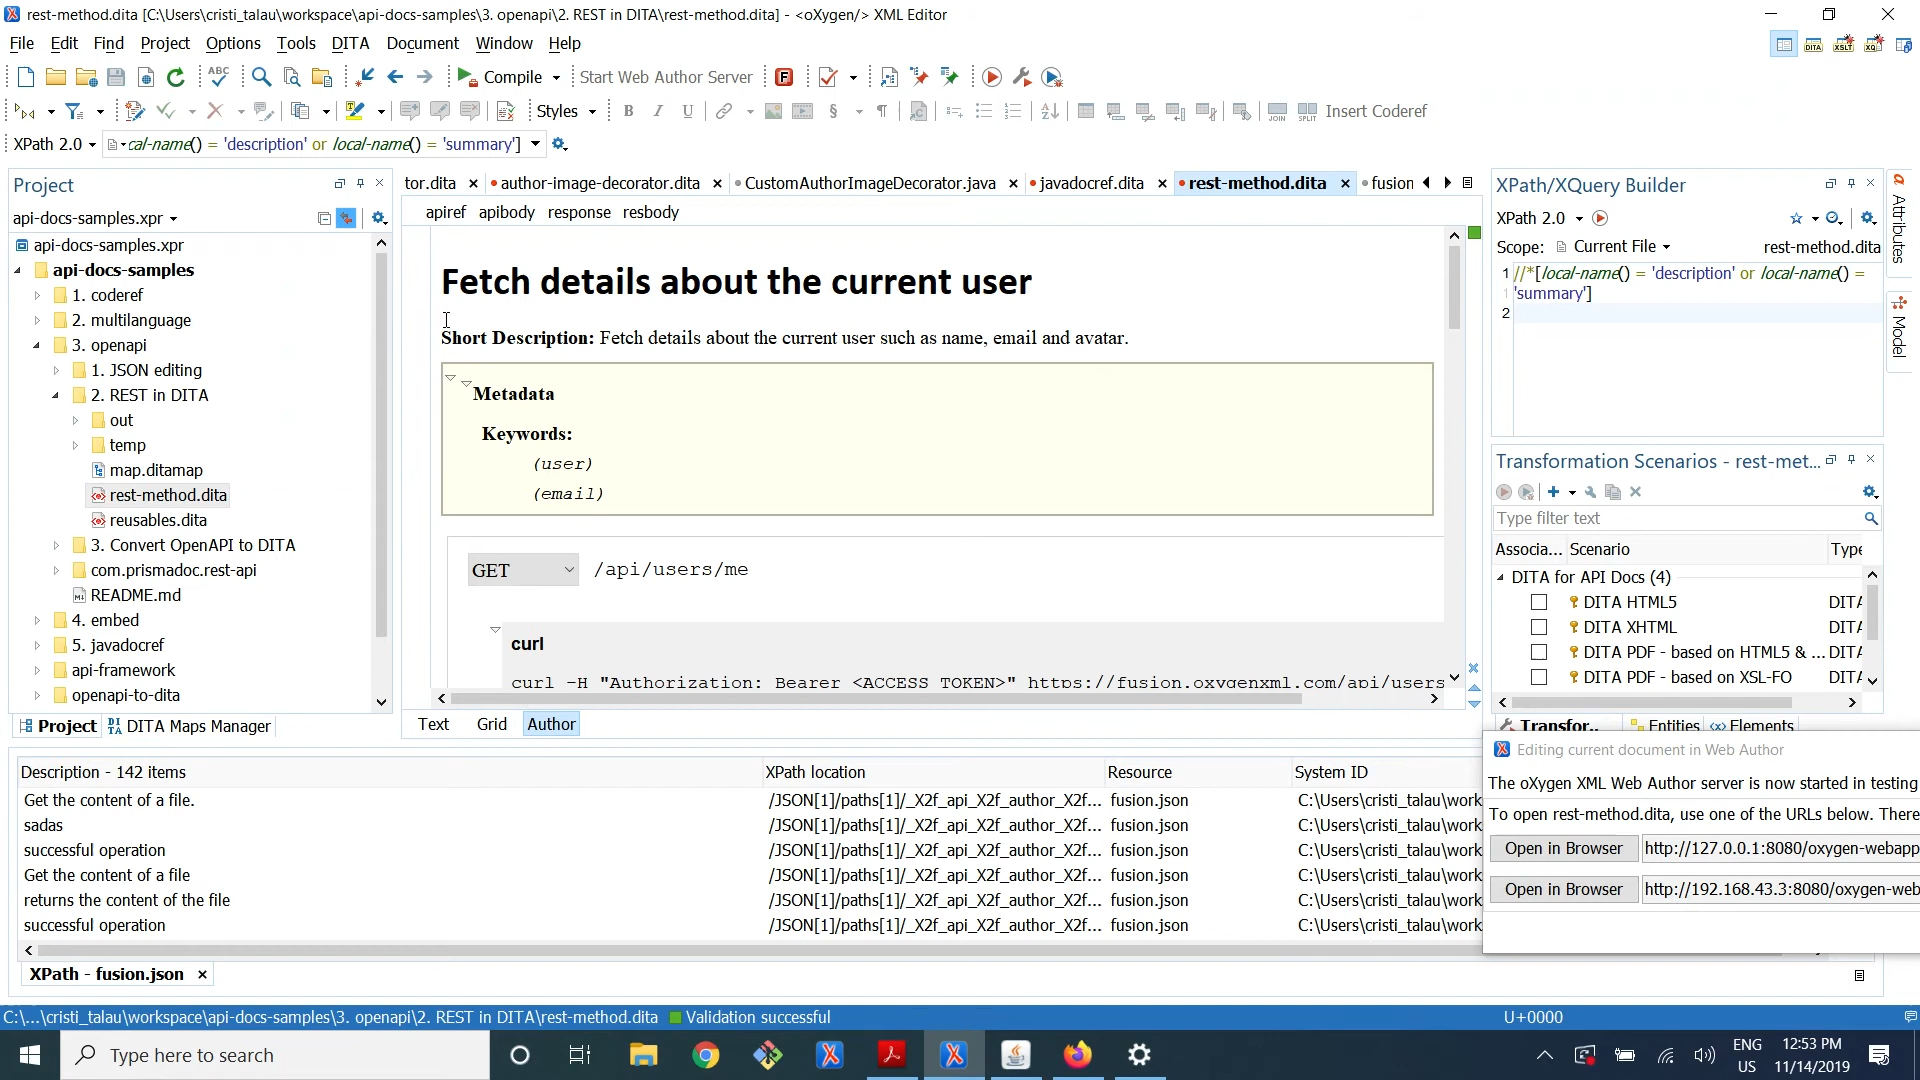 rest-method.dita [C:\Users\cristi_talau\workspace\api-docs-samples\3. openapi\2. REST in DITA\rest-method.dita] - <oXygen/> XML Editor
File Edit Find Project Options Tools DITA Document Window Help
DITA XSLT XQ
ABC Compile Start Web Author Server F
Styles B I U § ¶ JOIN SPLIT Insert Coderef
XPath 2.0 cal-name() = 'description' or local-name() = 'summary']
Project
api-docs-samples.xpr
api-docs-samples.xpr
api-docs-samples
1. coderef
2. multilanguage
3. openapi
1. JSON editing
2. REST in DITA
out
temp
map.ditamap
rest-method.dita
reusables.dita
3. Convert OpenAPI to DITA
com.prismadoc.rest-api
README.md
4. embed
5. javadocref
api-framework
openapi-to-dita
Project DITA Maps Manager
tor.dita author-image-decorator.dita CustomAuthorImageDecorator.java javadocref.dita rest-method.dita fusion
apiref apibody response resbody
Fetch details about the current user
Short Description: Fetch details about the current user such as name, email and avatar.
Metadata
Keywords:
(user)
(email)
GET /api/users/me
curl
curl -H "Authorization: Bearer <ACCESS TOKEN>" https://fusion.oxygenxml.com/api/users
Text Grid Author
XPath/XQuery Builder
XPath 2.0
Scope: Current File rest-method.dita
1 //*[local-name() = 'description' or local-name() =
1 'summary']
2
Attributes
Model
Transformation Scenarios - rest-met...
Type filter text
Associa... Scenario Type
DITA for API Docs (4)
DITA HTML5 DITA
DITA XHTML DITA
DITA PDF - based on HTML5 & ... DITA
DITA PDF - based on XSL-FO DITA
Transfor... Entities Elements
Description - 142 items XPath location Resource System ID
Get the content of a file. /JSON[1]/paths[1]/_X2f_api_X2f_author_X2f... fusion.json C:\Users\cristi_talau\work
sadas /JSON[1]/paths[1]/_X2f_api_X2f_author_X2f... fusion.json C:\Users\cristi_talau\work
successful operation /JSON[1]/paths[1]/_X2f_api_X2f_author_X2f... fusion.json C:\Users\cristi_talau\work
Get the content of a file /JSON[1]/paths[1]/_X2f_api_X2f_author_X2f... fusion.json C:\Users\cristi_talau\work
returns the content of the file /JSON[1]/paths[1]/_X2f_api_X2f_author_X2f... fusion.json C:\Users\cristi_talau\work
successful operation /JSON[1]/paths[1]/_X2f_api_X2f_author_X2f... fusion.json C:\Users\cristi_talau\work
XPath - fusion.json
Editing current document in Web Author
The oXygen XML Web Author server is now started in testing
To open rest-method.dita, use one of the URLs below. There
Open in Browser http://127.0.0.1:8080/oxygen-webapp
Open in Browser http://192.168.43.3:8080/oxygen-web
C:\...\cristi_talau\workspace\api-docs-samples\3. openapi\2. REST in DITA\rest-method.dita Validation successful U+0000
Type here to search
ENG
US
12:53 PM
11/14/2019